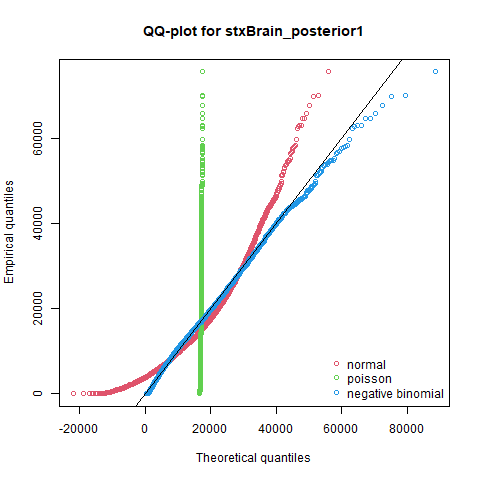 QQ-plot for stxBrain_posterior1
Empirical quantiles
60000
40000
20000
0
normal
poisson
negative binomial
-20000 0 20000 40000 60000 80000
Theoretical quantiles